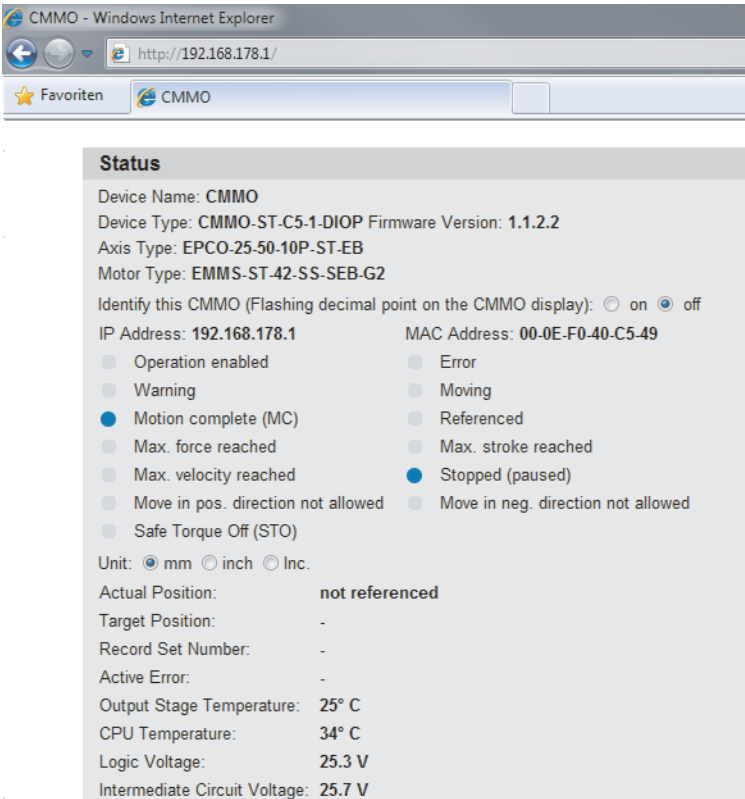 CMMO - Windows Internet Explorer
http://192.168.178.1/
Favoriten CMMO
Status
Device Name: CMMO
Device Type: CMMO-ST-C5-1-DIOP Firmware Version: 1.1.2.2
Axis Type: EPCO-25-50-10P-ST-EB
Motor Type: EMMS-ST-42-SS-SEB-G2
Identify this CMMO (Flashing decimal point on the CMMO display): on off
IP Address: 192.168.178.1 MAC Address: 00-0E-F0-40-C5-49
Operation enabled Error
Warning Moving
Motion complete (MC) Referenced
Max. force reached Max. stroke reached
Max. velocity reached Stopped (paused)
Move in pos. direction not allowed Move in neg. direction not allowed
Safe Torque Off (STO)
Unit: mm inch Inc.
Actual Position: not referenced
Target Position: -
Record Set Number: -
Active Error: -
Output Stage Temperature: 25° C
CPU Temperature: 34° C
Logic Voltage: 25.3 V
Intermediate Circuit Voltage: 25.7 V